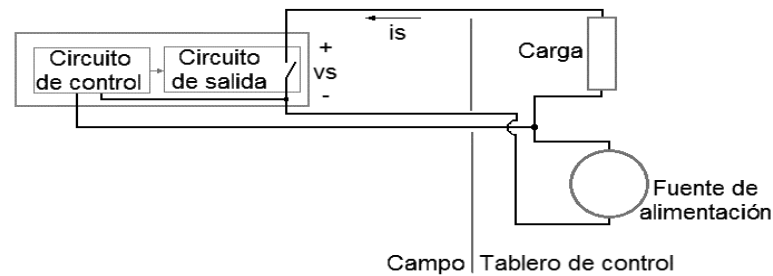 Circuito
de control
Circuito
de salida
+
vs
-
is
Carga
Fuente de
alimentación
Campo
Tablero de control